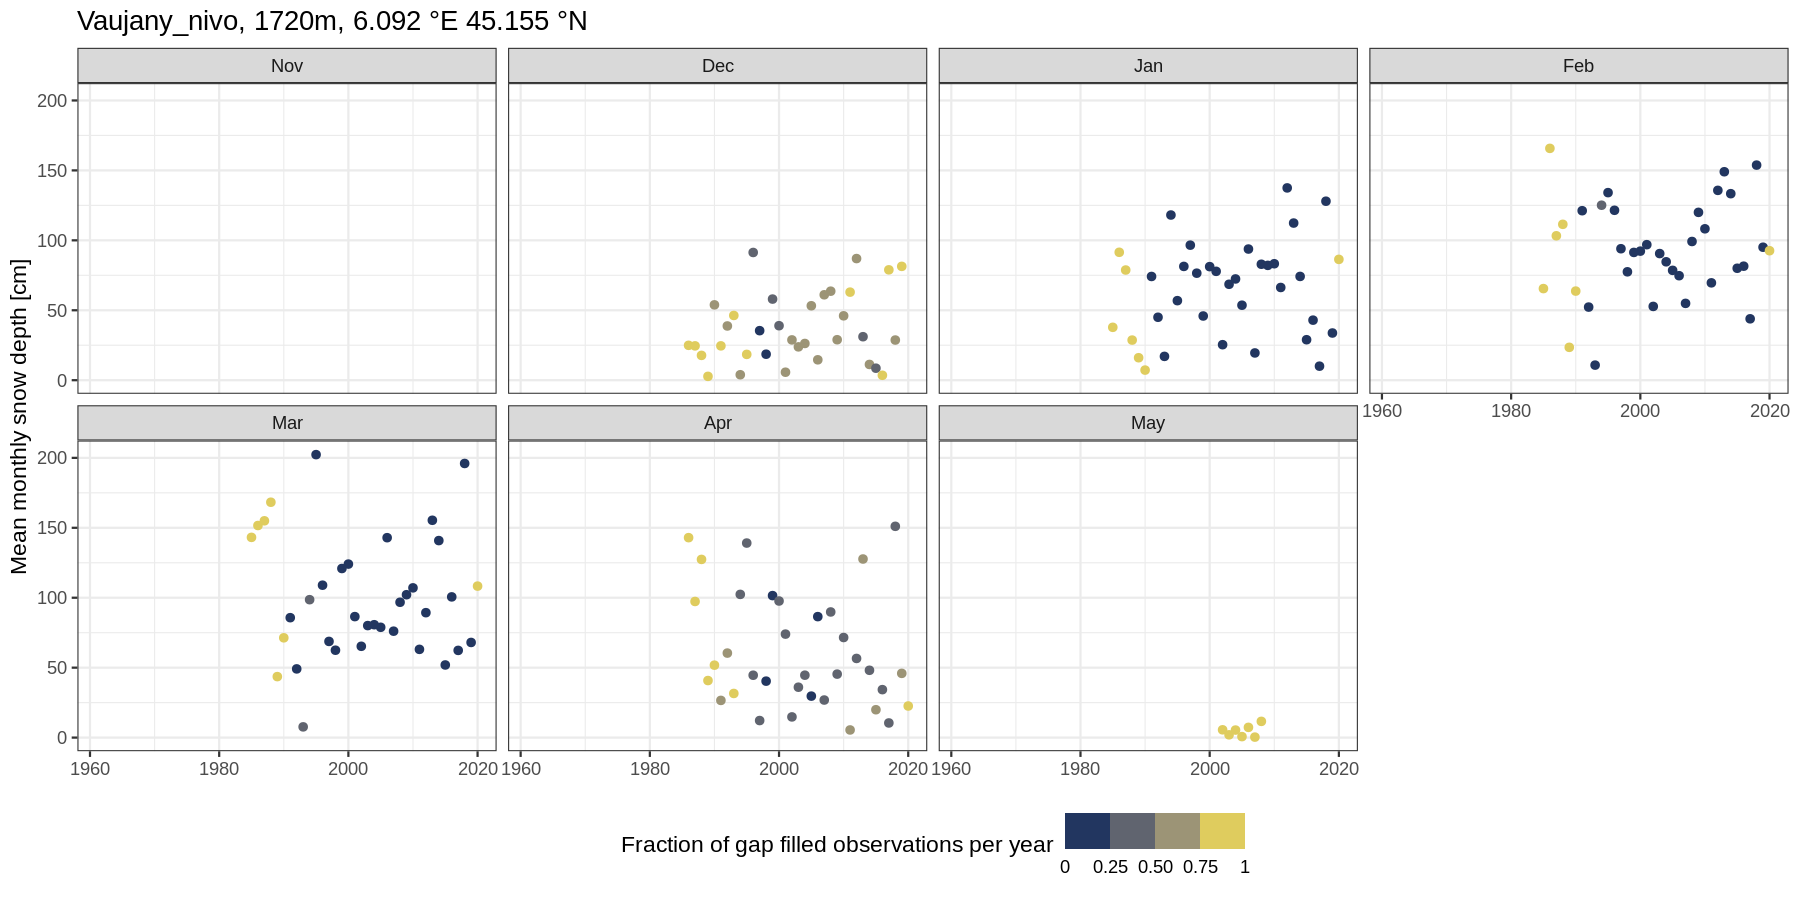 Vaujany_nivo, 1720m, 6.092 °E 45.155 °N
Nov
Dec
Jan
Feb
200
150
100
50
0
1960 1980 2000 2020
Mean monthly snow depth [cm]
Mar
Apr
May
200
150
100
50
0
1960 1980 2000 2020
1960 1980 2000 2020
1960 1980 2000 2020
Fraction of gap filled observations per year
0 0.25 0.50 0.75 1